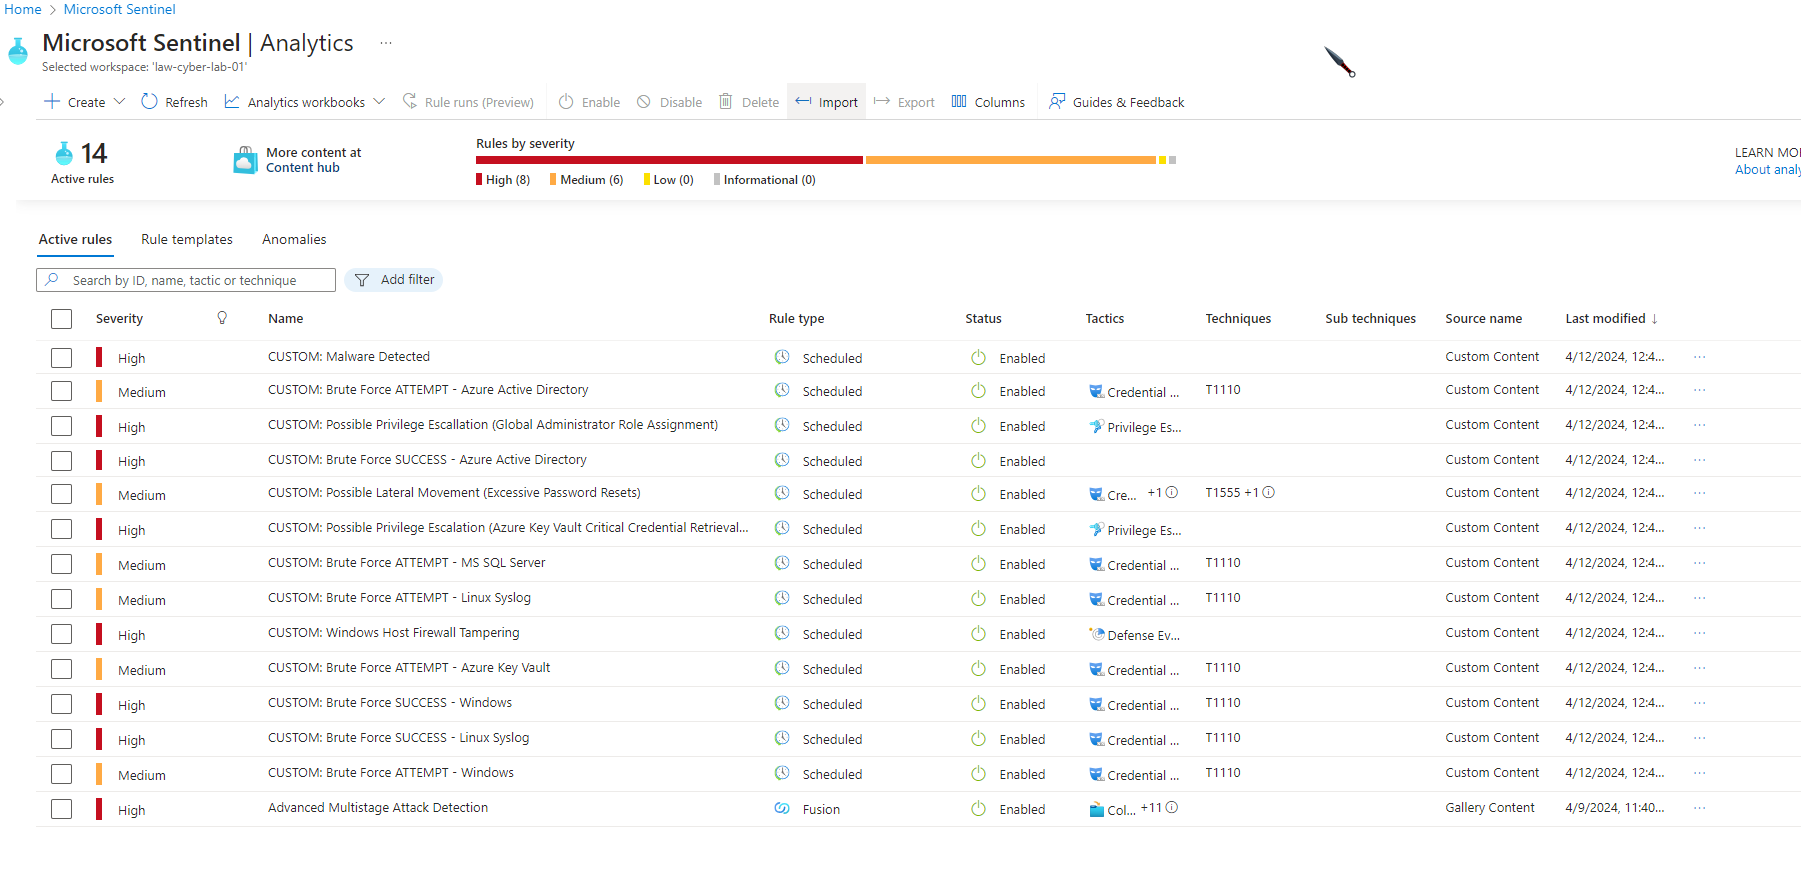 Home > Microsoft Sentinel
Microsoft Sentinel | Analytics ...
Selected workspace: 'law-cyber-lab-01'
Create Refresh Analytics workbooks Rule runs (Preview) Enable Disable Delete Import Export Columns Guides & Feedback
14
Active rules
More content at
Content hub
Rules by severity
High (8) Medium (6) Low (0) Informational (0)
LEARN MO
About analy
Active rules Rule templates Anomalies
Search by ID, name, tactic or technique Add filter
Severity Name Rule type Status Tactics Techniques Sub techniques Source name Last modified ↓
High CUSTOM: Malware Detected Scheduled Enabled Custom Content 4/12/2024, 12:4... ...
Medium CUSTOM: Brute Force ATTEMPT - Azure Active Directory Scheduled Enabled Credential ... T1110 Custom Content 4/12/2024, 12:4... ...
High CUSTOM: Possible Privilege Escallation (Global Administrator Role Assignment) Scheduled Enabled Privilege Es... Custom Content 4/12/2024, 12:4... ...
High CUSTOM: Brute Force SUCCESS - Azure Active Directory Scheduled Enabled Custom Content 4/12/2024, 12:4... ...
Medium CUSTOM: Possible Lateral Movement (Excessive Password Resets) Scheduled Enabled Cre... +1 T1555 +1 Custom Content 4/12/2024, 12:4... ...
High CUSTOM: Possible Privilege Escalation (Azure Key Vault Critical Credential Retrieval... Scheduled Enabled Privilege Es... Custom Content 4/12/2024, 12:4... ...
Medium CUSTOM: Brute Force ATTEMPT - MS SQL Server Scheduled Enabled Credential ... T1110 Custom Content 4/12/2024, 12:4... ...
Medium CUSTOM: Brute Force ATTEMPT - Linux Syslog Scheduled Enabled Credential ... T1110 Custom Content 4/12/2024, 12:4... ...
High CUSTOM: Windows Host Firewall Tampering Scheduled Enabled Defense Ev... Custom Content 4/12/2024, 12:4... ...
Medium CUSTOM: Brute Force ATTEMPT - Azure Key Vault Scheduled Enabled Credential ... T1110 Custom Content 4/12/2024, 12:4... ...
High CUSTOM: Brute Force SUCCESS - Windows Scheduled Enabled Credential ... T1110 Custom Content 4/12/2024, 12:4... ...
High CUSTOM: Brute Force SUCCESS - Linux Syslog Scheduled Enabled Credential ... T1110 Custom Content 4/12/2024, 12:4... ...
Medium CUSTOM: Brute Force ATTEMPT - Windows Scheduled Enabled Credential ... T1110 Custom Content 4/12/2024, 12:4... ...
High Advanced Multistage Attack Detection Fusion Enabled Col... +11 Gallery Content 4/9/2024, 11:40... ...